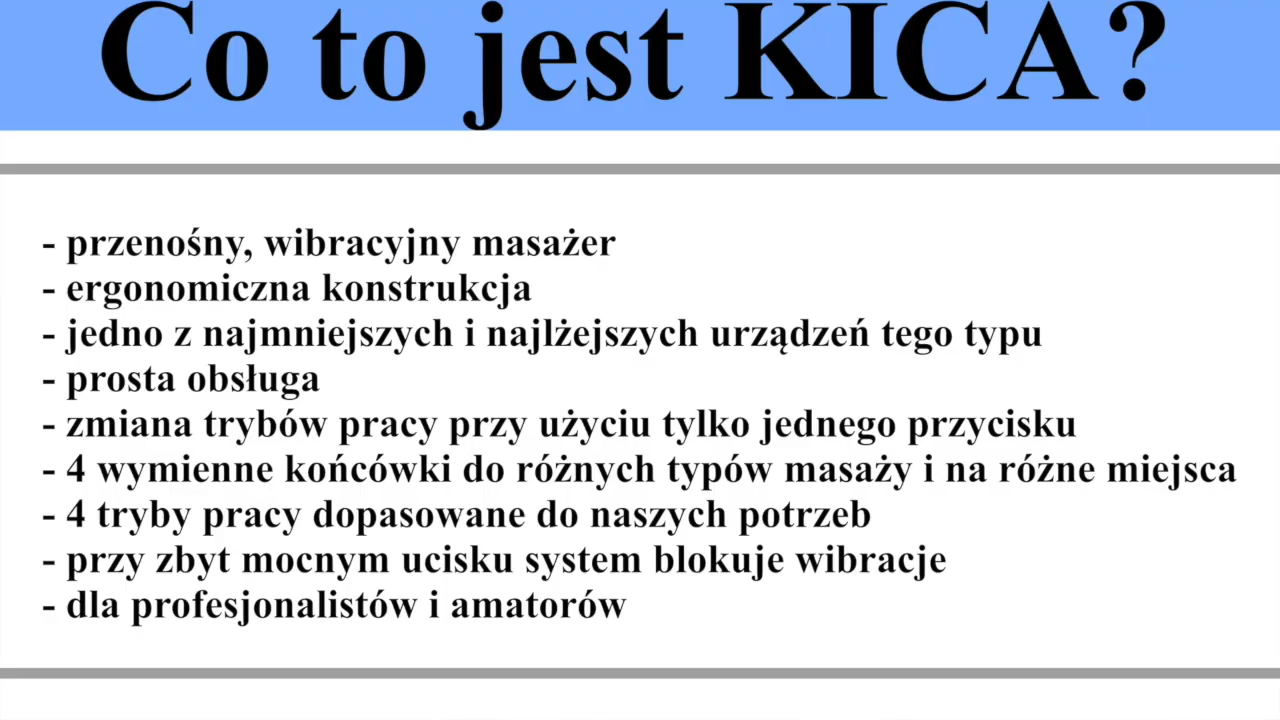 Co to jest KICA?
- przenośny, wibracyjny masażer
- ergonomiczna konstrukcja
- jedno z najmniejszych i najlżejszych urządzeń tego typu
- prosta obsługa
- zmiana trybów pracy przy użyciu tylko jednego przycisku
- 4 wymienne końcówki do różnych typów masaży i na różne miejsca
- 4 tryby pracy dopasowane do naszych potrzeb
- przy zbyt mocnym ucisku system blokuje wibracje
- dla profesjonalistów i amatorów